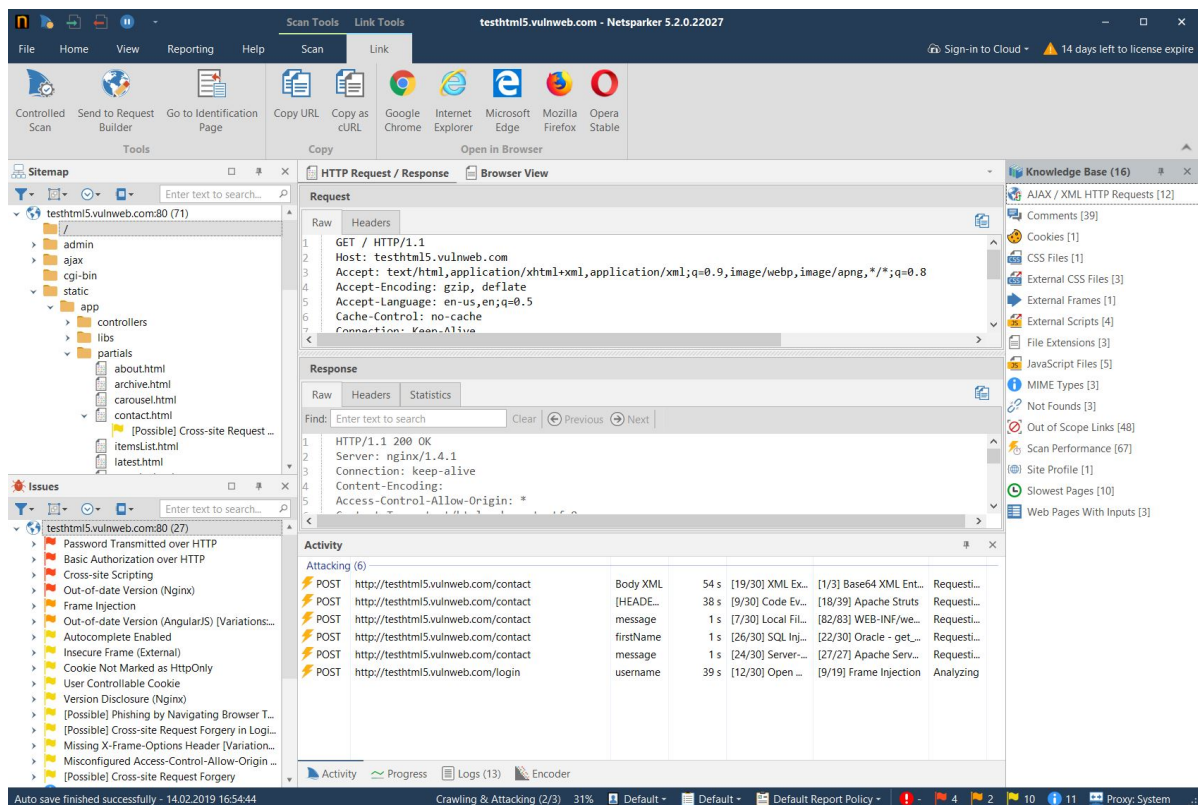 Scan Tools Link Tools testhtml5.vulnweb.com - Netsparker 5.2.0.22027
File Home View Reporting Help Scan Link Sign-in to Cloud 14 days left to license expire
Controlled Scan
Send to Request Builder
Go to Identification Page
Copy URL
Copy as cURL
Google Chrome
Internet Explorer
Microsoft Edge
Mozilla Firefox
Opera Stable
Tools Copy Open in Browser
Sitemap
Enter text to search...
testhtml5.vulnweb.com:80 (71)
/
admin
ajax
cgi-bin
static
app
controllers
libs
partials
about.html
archive.html
carousel.html
contact.html
[Possible] Cross-site Request ...
itemsList.html
latest.html
Issues
Enter text to search...
testhtml5.vulnweb.com:80 (27)
Password Transmitted over HTTP
Basic Authorization over HTTP
Cross-site Scripting
Out-of-date Version (Nginx)
Frame Injection
Out-of-date Version (AngularJS) [Variations:...
Autocomplete Enabled
Insecure Frame (External)
Cookie Not Marked as HttpOnly
User Controllable Cookie
Version Disclosure (Nginx)
[Possible] Phishing by Navigating Browser T...
[Possible] Cross-site Request Forgery in Logi...
Missing X-Frame-Options Header [Variation...
Misconfigured Access-Control-Allow-Origin ...
[Possible] Cross-site Request Forgery
HTTP Request / Response Browser View
Request
Raw Headers
1 GET / HTTP/1.1
2 Host: testhtml5.vulnweb.com
3 Accept: text/html,application/xhtml+xml,application/xml;q=0.9,image/webp,image/apng,*/*;q=0.8
4 Accept-Encoding: gzip, deflate
5 Accept-Language: en-us,en;q=0.5
6 Cache-Control: no-cache
7 Connection: Keep-Alive
Response
Raw Headers Statistics
Find: Enter text to search Clear Previous Next
1 HTTP/1.1 200 OK
2 Server: nginx/1.4.1
3 Connection: keep-alive
4 Content-Encoding:
5 Access-Control-Allow-Origin: *
Activity
Attacking (6)
POST http://testhtml5.vulnweb.com/contact Body XML 54 s [19/30] XML Ex... [1/3] Base64 XML Ent... Requesti...
POST http://testhtml5.vulnweb.com/contact [HEADE... 38 s [9/30] Code Ev... [18/39] Apache Struts Requesti...
POST http://testhtml5.vulnweb.com/contact message 1 s [7/30] Local Fil... [82/83] WEB-INF/we... Requesti...
POST http://testhtml5.vulnweb.com/contact firstName 1 s [26/30] SQL Inj... [22/30] Oracle - get_... Requesti...
POST http://testhtml5.vulnweb.com/contact message 1 s [24/30] Server-... [27/27] Apache Serv... Requesti...
POST http://testhtml5.vulnweb.com/login username 39 s [12/30] Open ... [9/19] Frame Injection Analyzing
Activity Progress Logs (13) Encoder
Knowledge Base (16)
AJAX / XML HTTP Requests [12]
Comments [39]
Cookies [1]
CSS Files [1]
External CSS Files [3]
External Frames [1]
External Scripts [4]
File Extensions [3]
JavaScript Files [5]
MIME Types [3]
Not Founds [3]
Out of Scope Links [48]
Scan Performance [67]
Site Profile [1]
Slowest Pages [10]
Web Pages With Inputs [3]
Auto save finished successfully - 14.02.2019 16:54:44 Crawling & Attacking (2/3) 31% Default Default Default Report Policy - 4 2 10 11 Proxy: System